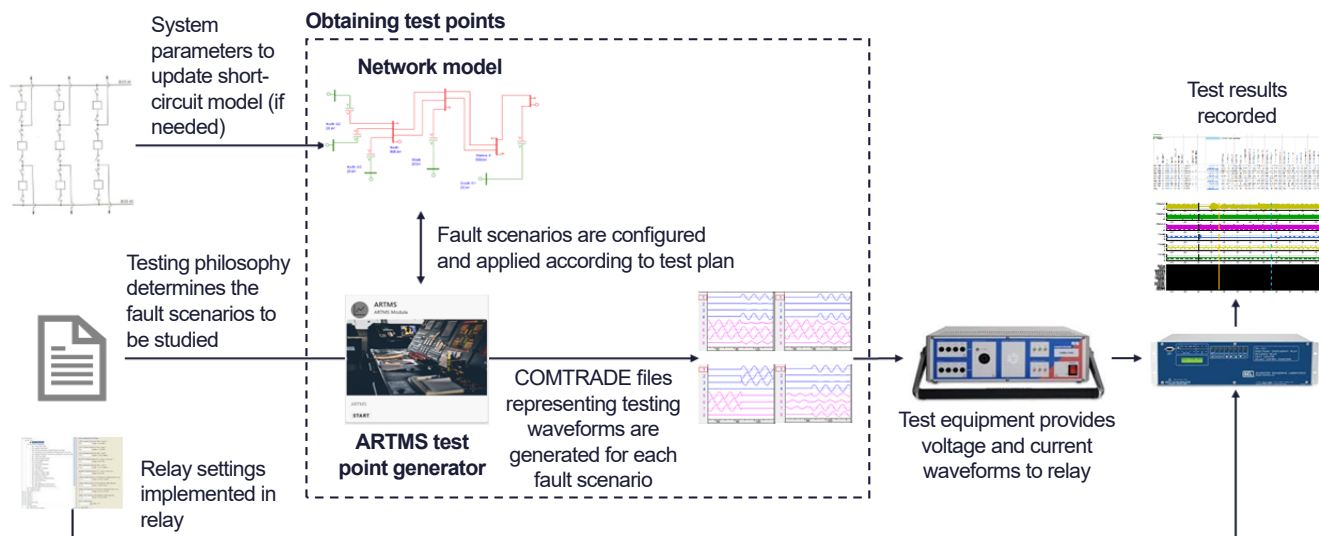 System
parameters to
update short-
circuit model (if
needed)
Obtaining test points
Network model
Fault scenarios are configured
and applied according to test plan
Testing philosophy
determines the
fault scenarios to
be studied
ARTMS
ARTMS Module
ARTMS
START
ARTMS test
point generator
COMTRADE files
representing testing
waveforms are
generated for each
fault scenario
Relay settings
implemented in
relay
Test equipment provides
voltage and current
waveforms to relay
Test results
recorded